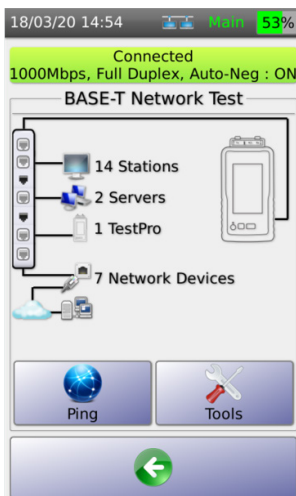 18/03/20 14:54 Main 53%
Connected
1000Mbps, Full Duplex, Auto-Neg : ON
BASE-T Network Test
14 Stations
2 Servers
1 TestPro
7 Network Devices
Ping Tools